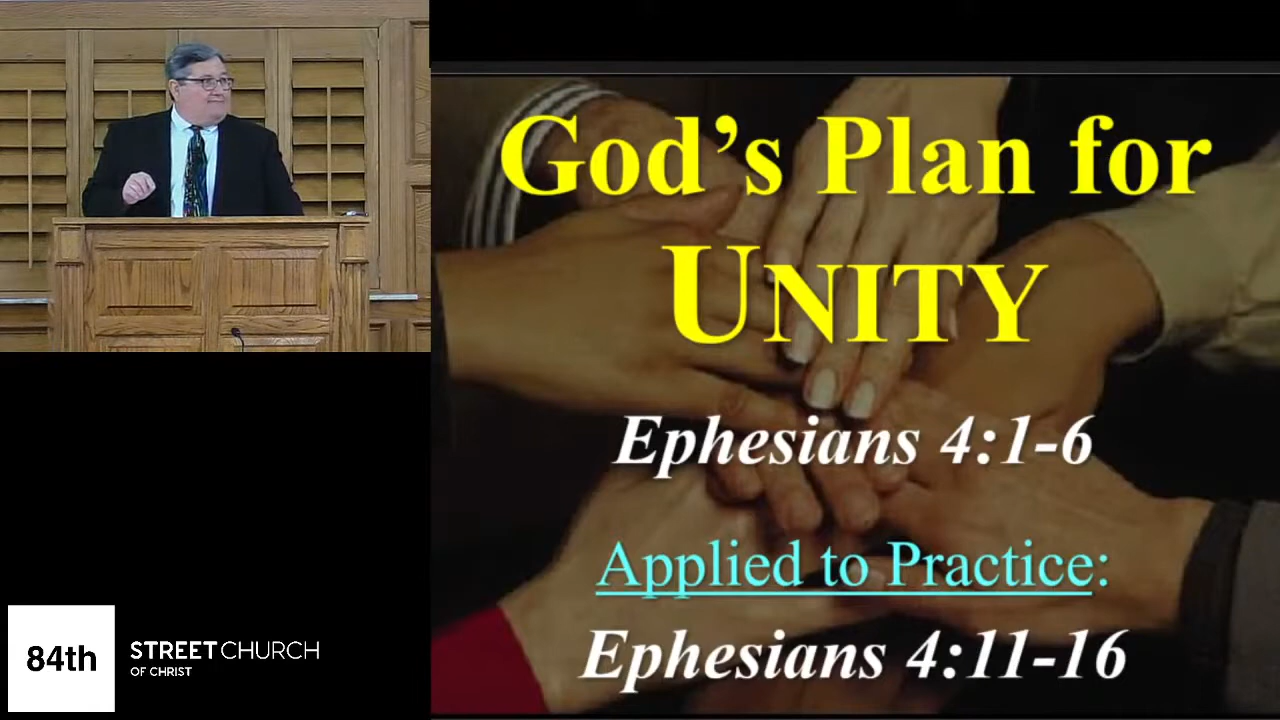 God's Plan for
UNITY
Ephesians 4:1-6
Applied to Practice:
Ephesians 4:11-16
84th
STREET CHURCH
OF CHRIST